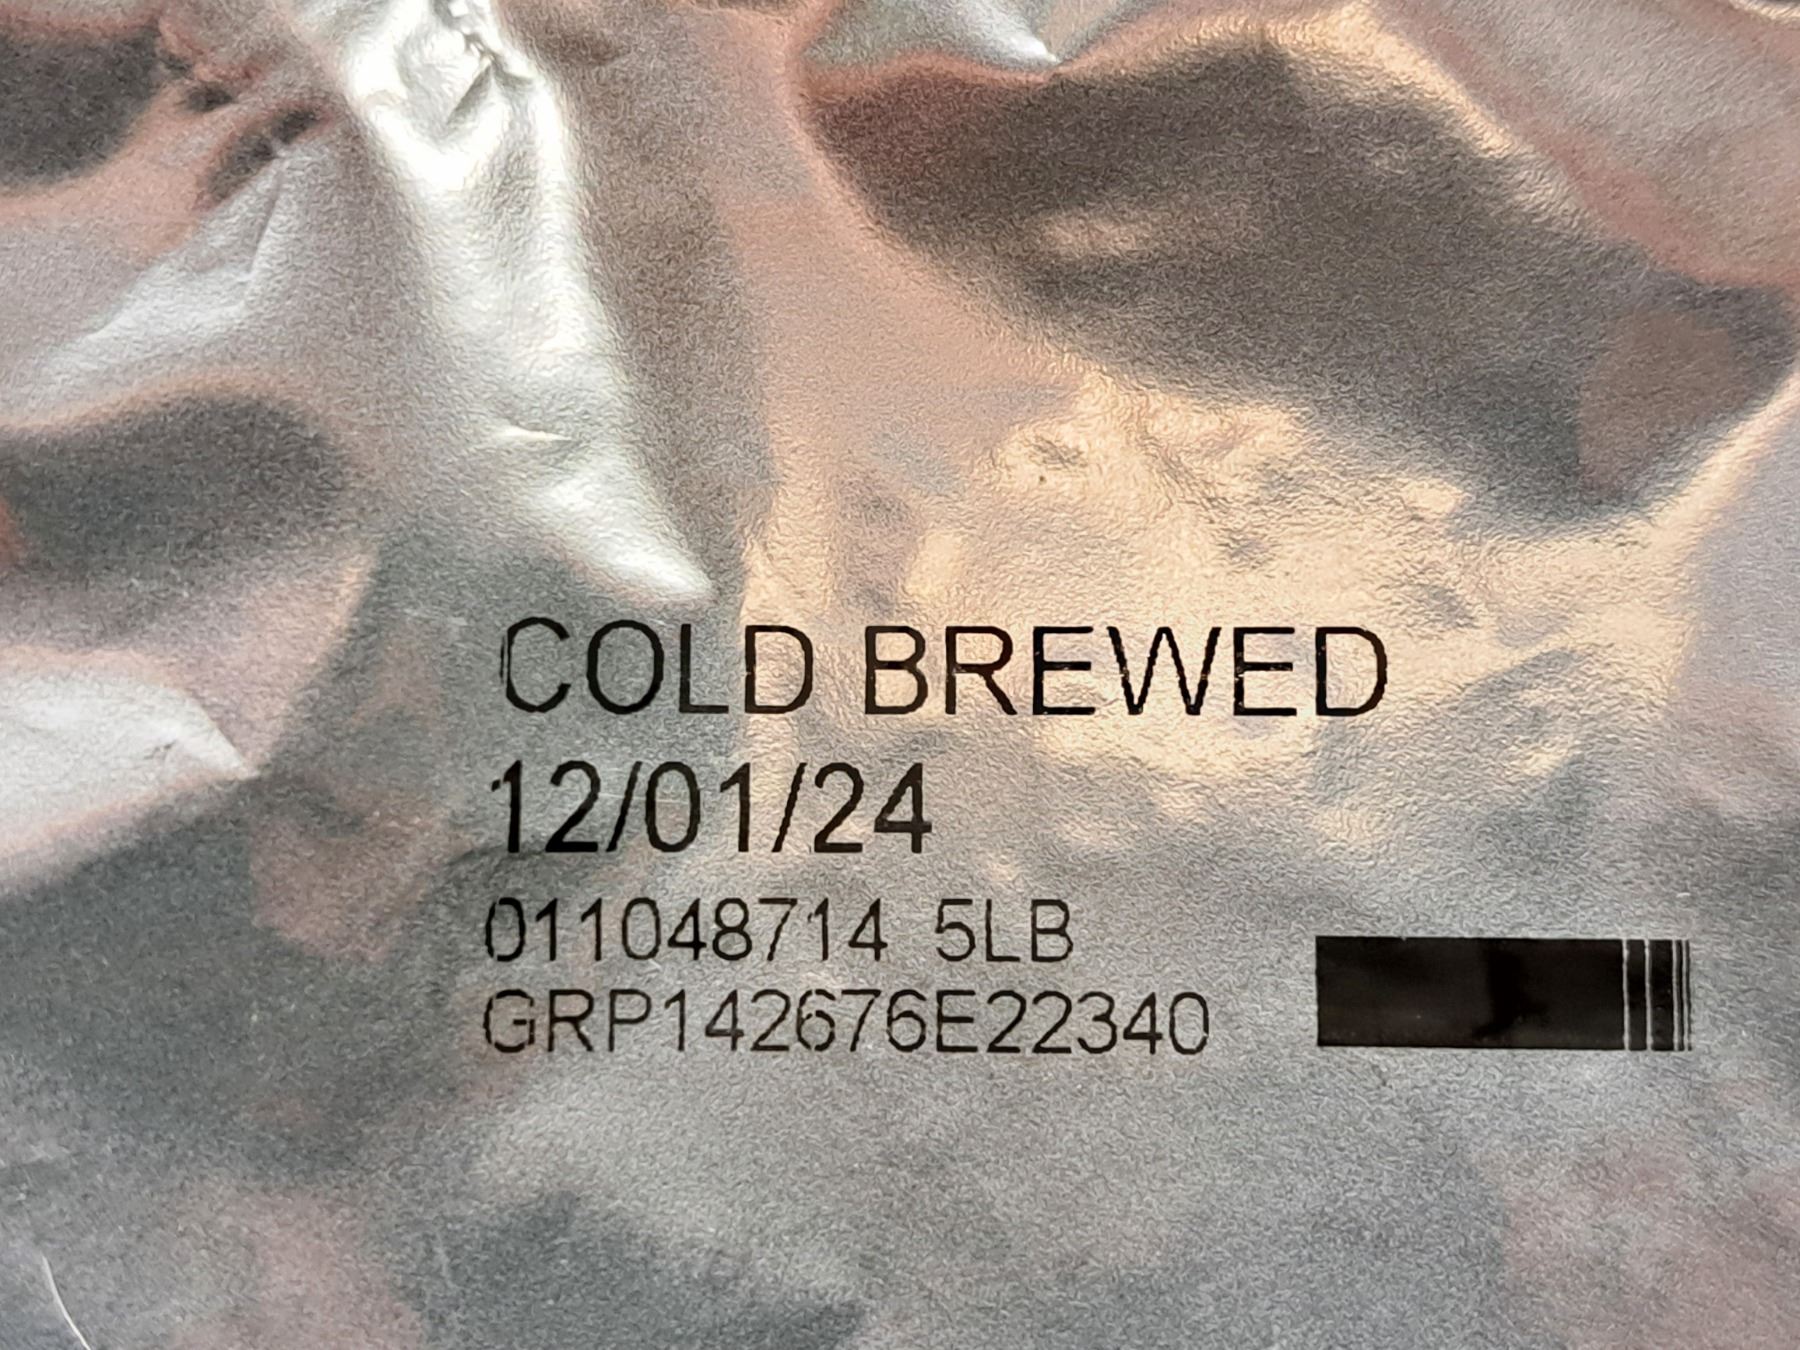 COLD BREWED
12/01/24
011048714 5LB
GRP142676E22340